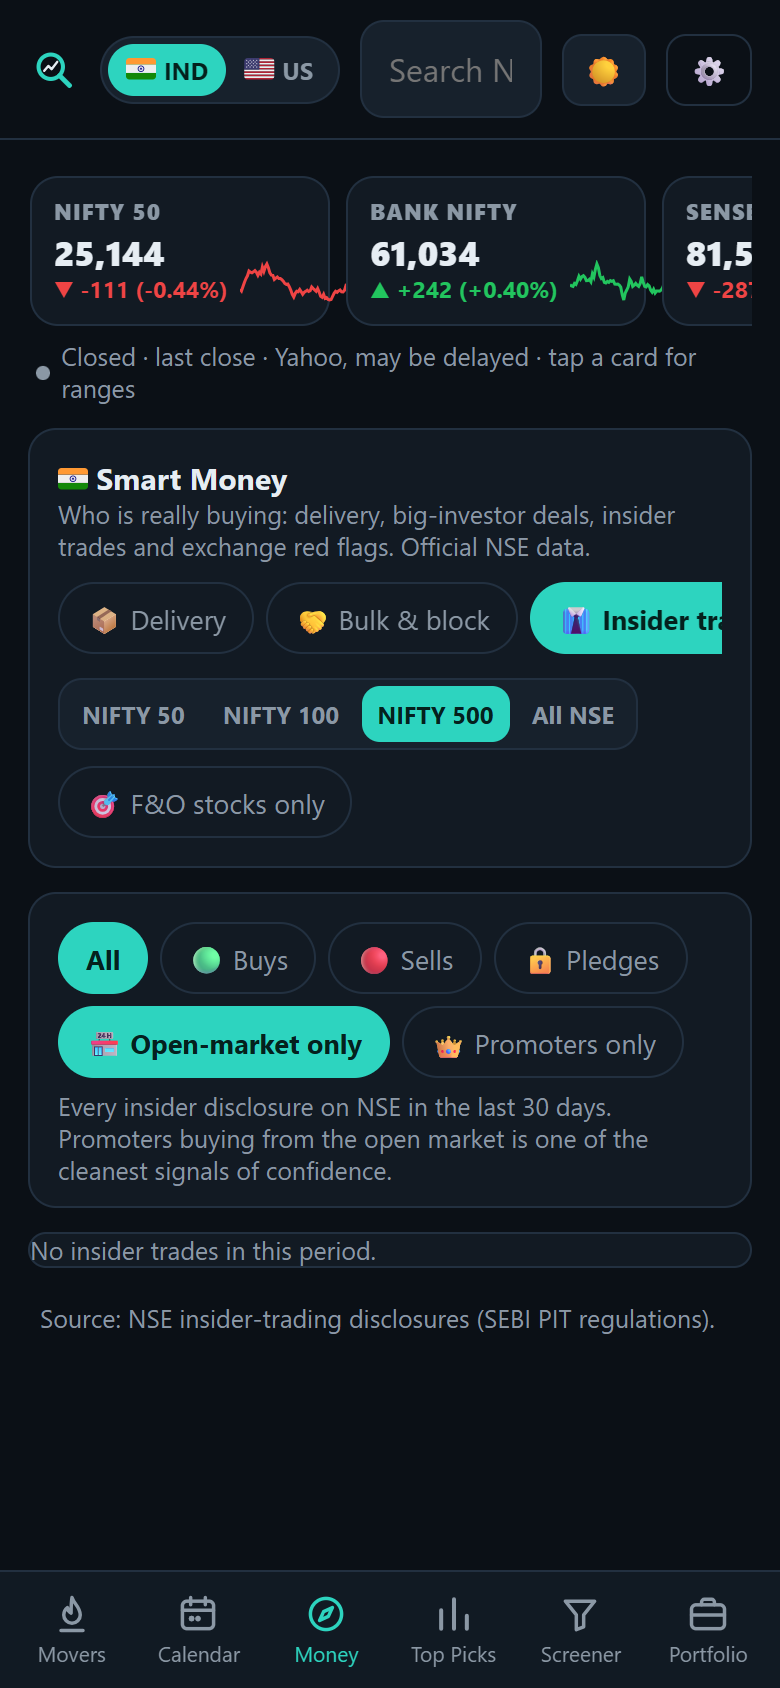 IND US Search N
NIFTY 50 BANK NIFTY SENSE
25,144 61,034 81,5
▼ -111 (-0.44%) ▲ +242 (+0.40%) ▼ -287
Closed · last close · Yahoo, may be delayed · tap a card for
ranges
Smart Money
Who is really buying: delivery, big-investor deals, insider
trades and exchange red flags. Official NSE data.
Delivery Bulk & block Insider tra
NIFTY 50 NIFTY 100 NIFTY 500 All NSE
F&O stocks only
All Buys Sells Pledges
Open-market only Promoters only
Every insider disclosure on NSE in the last 30 days.
Promoters buying from the open market is one of the
cleanest signals of confidence.
No insider trades in this period.
Source: NSE insider-trading disclosures (SEBI PIT regulations).
Movers Calendar Money Top Picks Screener Portfolio